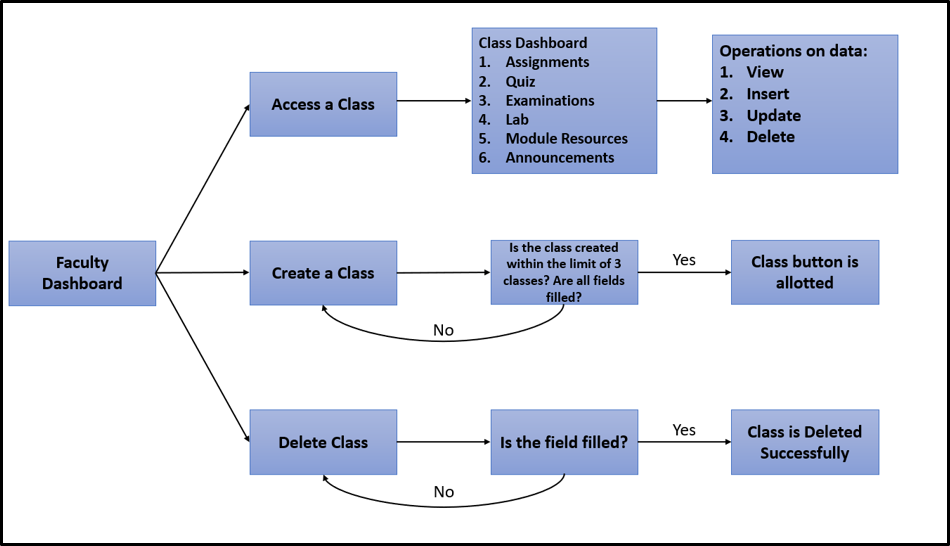 Faculty
Dashboard
Access a Class
Class Dashboard
1. Assignments
2. Quiz
3. Examinations
4. Lab
5. Module Resources
6. Announcements
Operations on data:
1. View
2. Insert
3. Update
4. Delete
Create a Class
Is the class created
within the limit of 3
classes? Are all fields
filled?
Yes
Class button is
allotted
No
Delete Class
Is the field filled?
Yes
Class is Deleted
Successfully
No